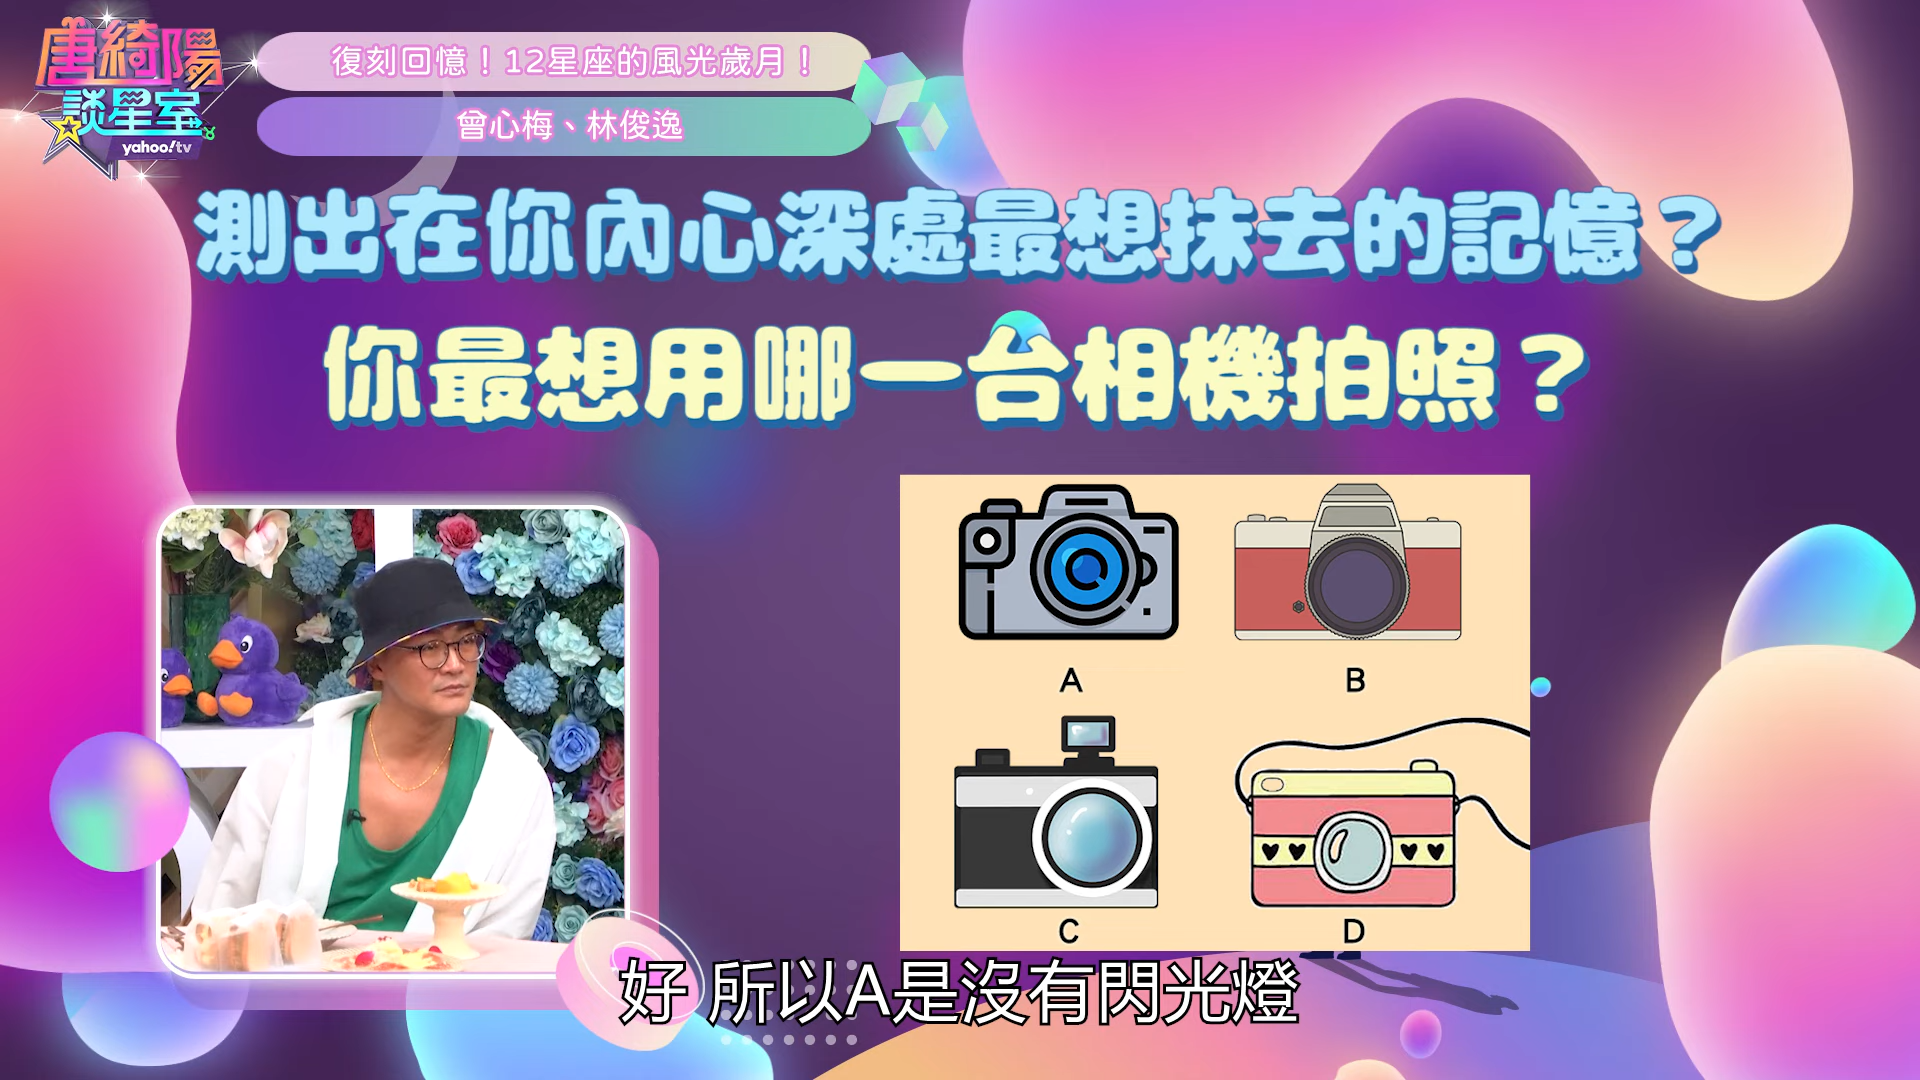 唐綺陽
談星室
yahoo!tv
復刻回憶！12星座的風光歲月！
曾心梅、林俊逸
測出在你內心深處最想抹去的記憶？
你最想用哪一台相機拍照？
A
B
C
D
好 所以A是沒有閃光燈